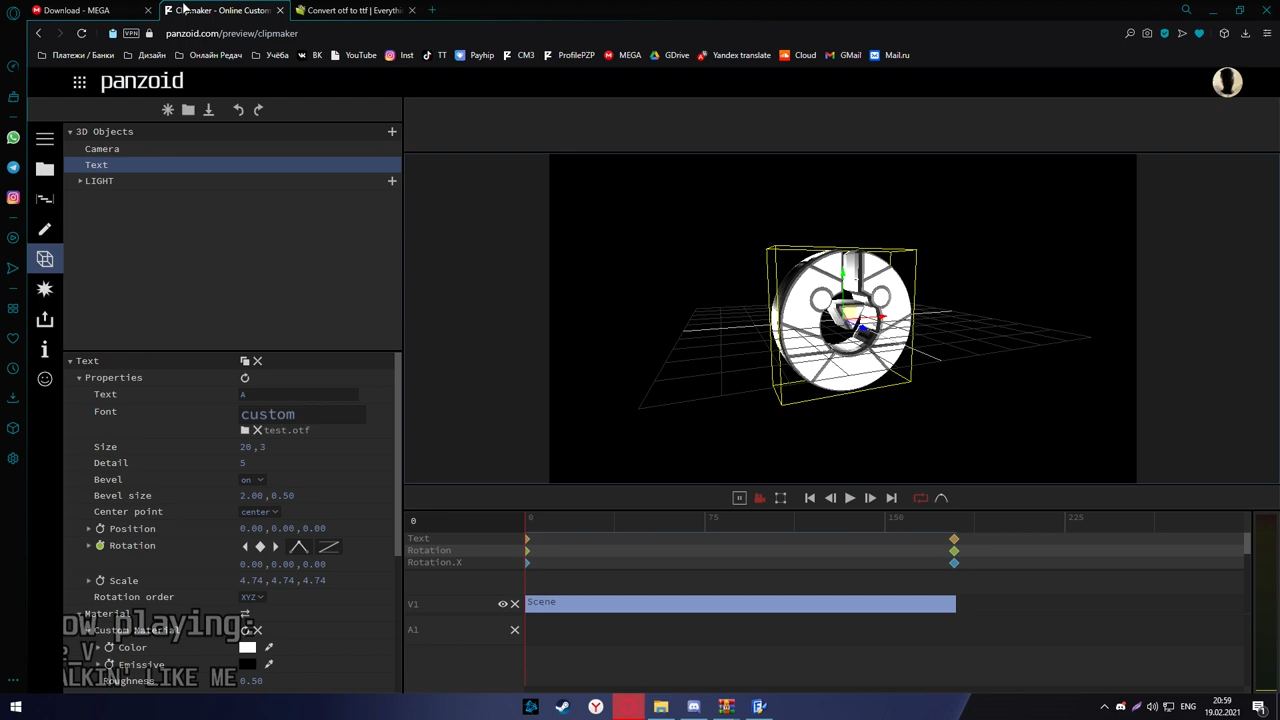 Download - MEGA
Clipmaker - Online Custom
Convert otf to ttf | Everythin
VPN
panzoid.com/preview/clipmaker
Платежи / Банки
Дизайн
Онлайн Редач
Учёба
ВК
YouTube
Inst
TT
Payhip
CM3
ProfilePZP
MEGA
GDrive
Yandex translate
Cloud
GMail
Mail.ru
panzoid
3D Objects
Camera
Text
LIGHT
Text
Properties
Text A
Font custom
test.otf
Size 20,3
Detail 5
Bevel on
Bevel size 2.00,0.50
Center point center
Position 0.00,0.00,0.00
Rotation
0.00,0.00,0.00
Scale 4.74,4.74,4.74
Rotation order XYZ
Material
Custom Material
Color
Emissive
Roughness 0.50
ow playing:
_V
ALKIN' LIKE ME
0 0 75 150 225
Text
Rotation
Rotation.X
V1 Scene
A1
ENG
20:59
19.02.2021